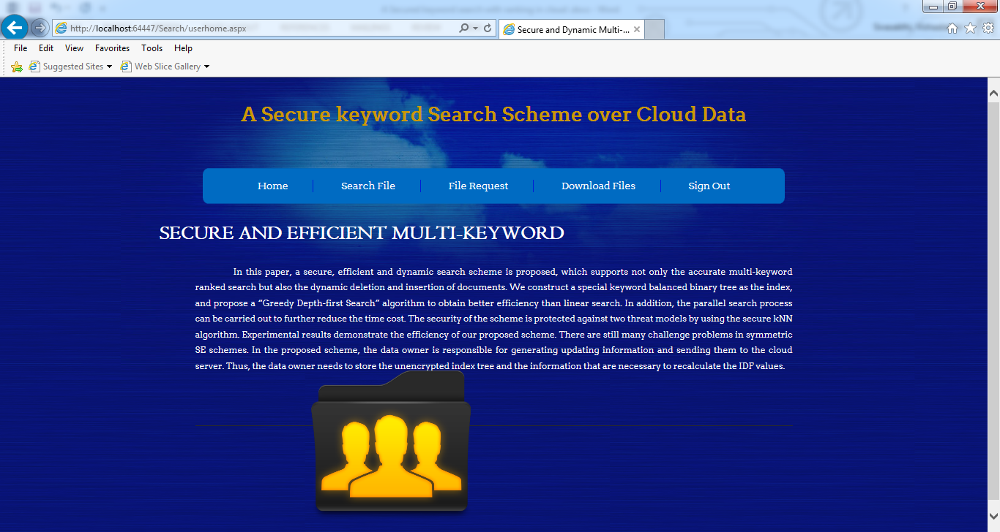 http://localhost:64447/Search/userhome.aspx
Secure and Dynamic Multi-...
File Edit View Favorites Tools Help
Suggested Sites Web Slice Gallery
A Secure keyword Search Scheme over Cloud Data
Home Search File File Request Download Files Sign Out
SECURE AND EFFICIENT MULTI-KEYWORD
In this paper, a secure, efficient and dynamic search scheme is proposed, which supports not only the accurate multi-keyword
ranked search but also the dynamic deletion and insertion of documents. We construct a special keyword balanced binary tree as the index,
and propose a “Greedy Depth-first Search” algorithm to obtain better efficiency than linear search. In addition, the parallel search process
can be carried out to further reduce the time cost. The security of the scheme is protected against two threat models by using the secure kNN
algorithm. Experimental results demonstrate the efficiency of our proposed scheme. There are still many challenge problems in symmetric
SE schemes. In the proposed scheme, the data owner is responsible for generating updating information and sending them to the cloud
server. Thus, the data owner needs to store the unencrypted index tree and the information that are necessary to recalculate the IDF values.